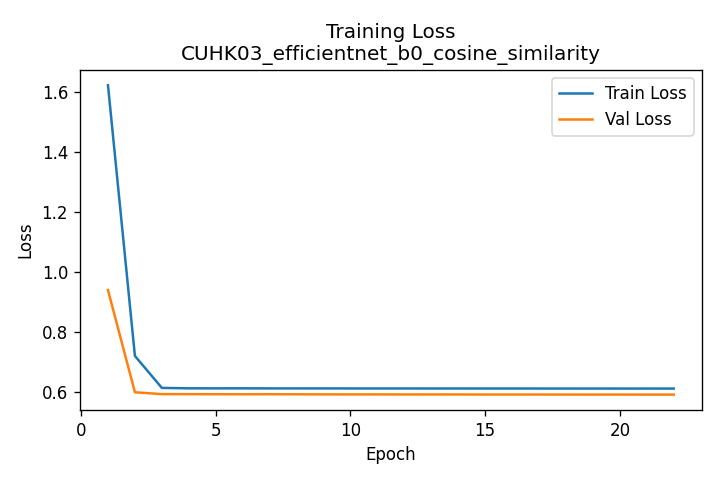 Training Loss
CUHK03_efficientnet_b0_cosine_similarity
Train Loss
Val Loss
1.6
1.4
1.2
1.0
0.8
0.6
Loss
0
5
10
15
20
Epoch